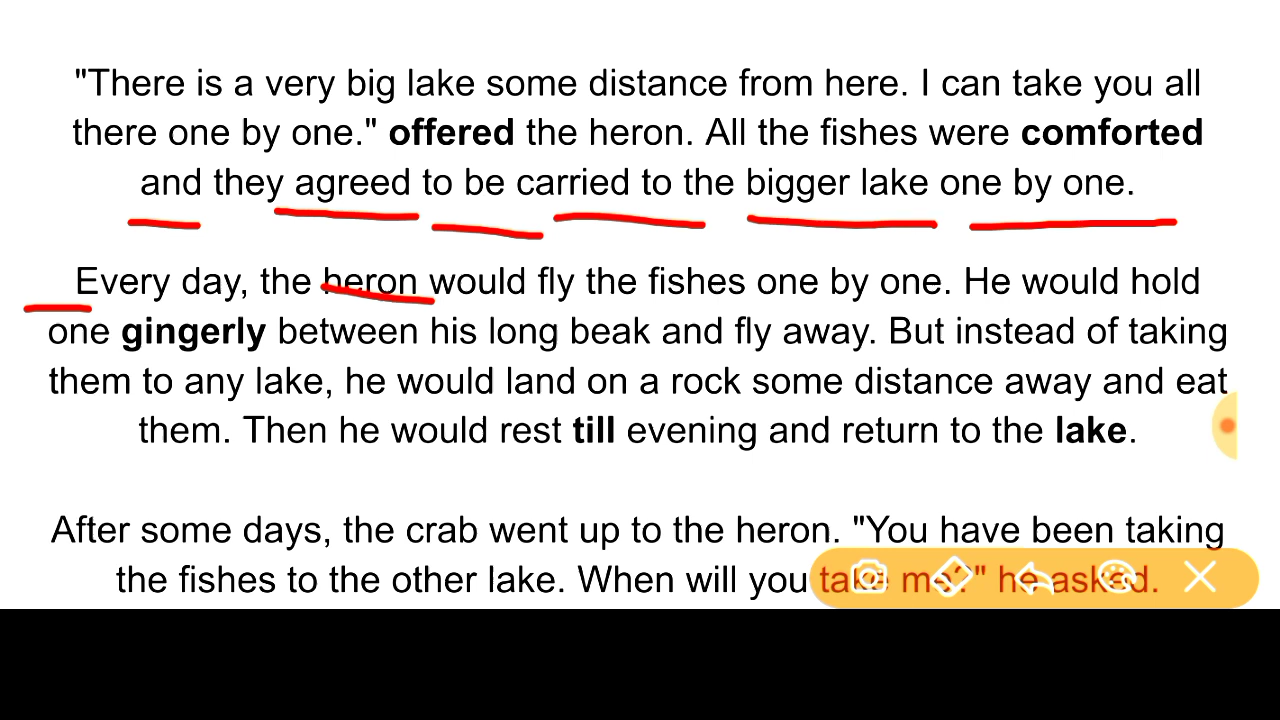 "There is a very big lake some distance from here. I can take you all
there one by one." offered the heron. All the fishes were comforted
and they agreed to be carried to the bigger lake one by one.
Every day, the heron would fly the fishes one by one. He would hold
one gingerly between his long beak and fly away. But instead of taking
them to any lake, he would land on a rock some distance away and eat
them. Then he would rest till evening and return to the lake.
After some days, the crab went up to the heron. "You have been taking
the fishes to the other lake. When will you take me?" he asked.